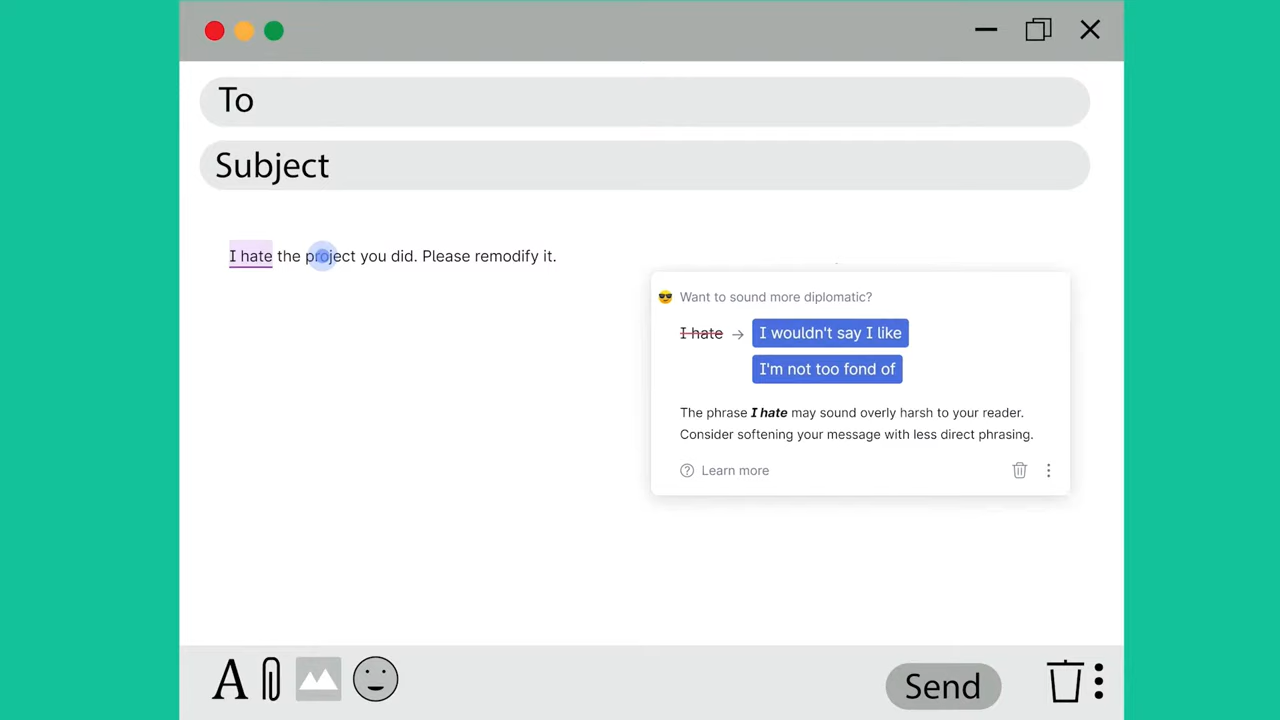 To
Subject
I hate the project you did. Please remodify it.
Want to sound more diplomatic?
I hate → I wouldn't say I like
I'm not too fond of
The phrase I hate may sound overly harsh to your reader.
Consider softening your message with less direct phrasing.
? Learn more
A
Send